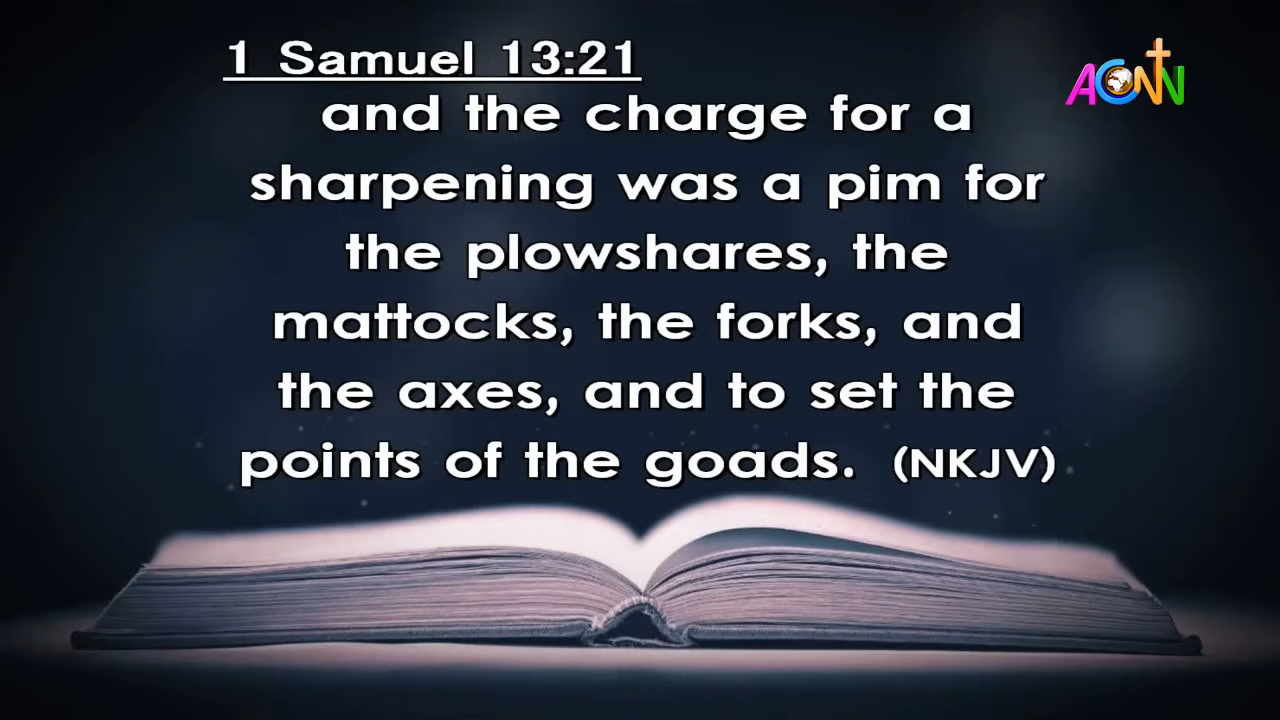 1 Samuel 13:21
ACNN
and the charge for a
sharpening was a pim for
the plowshares, the
mattocks, the forks, and
the axes, and to set the
points of the goads. (NKJV)